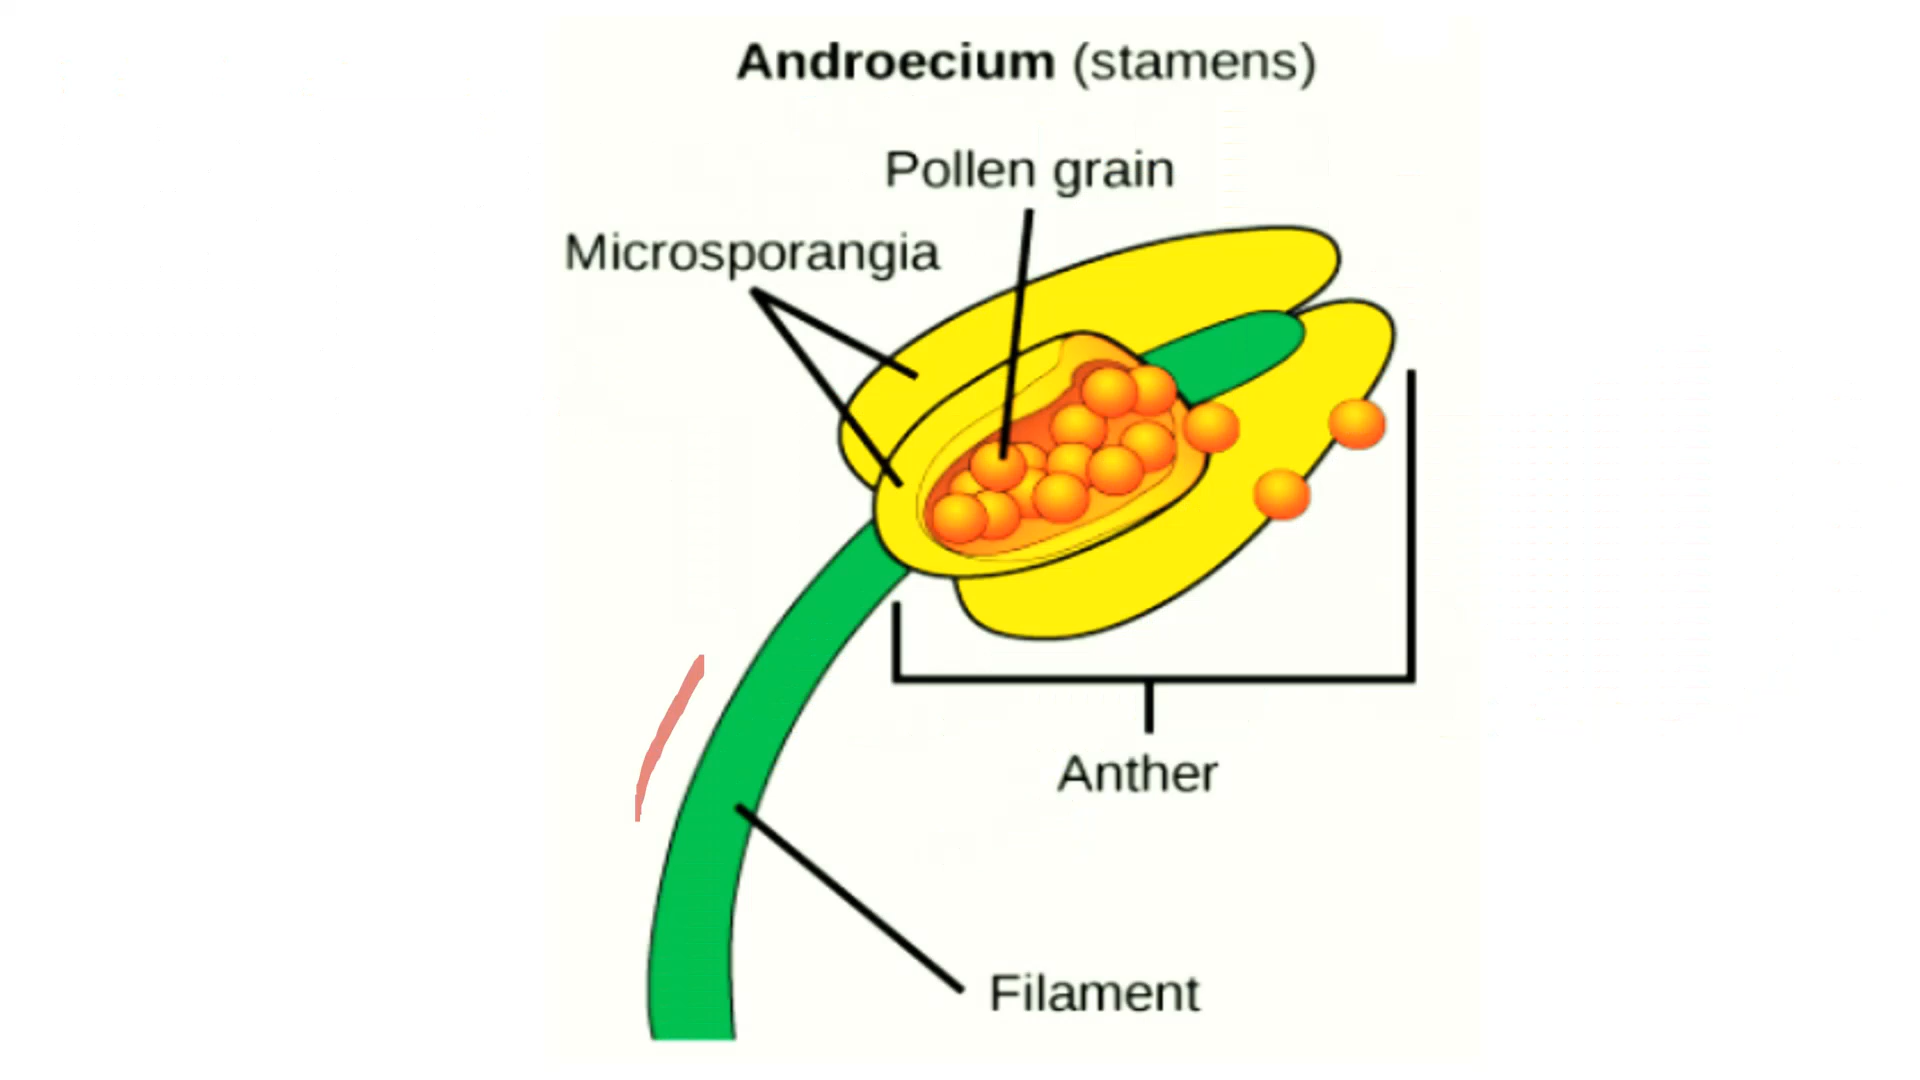 Androecium (stamens)
Pollen grain
Microsporangia
Anther
Filament